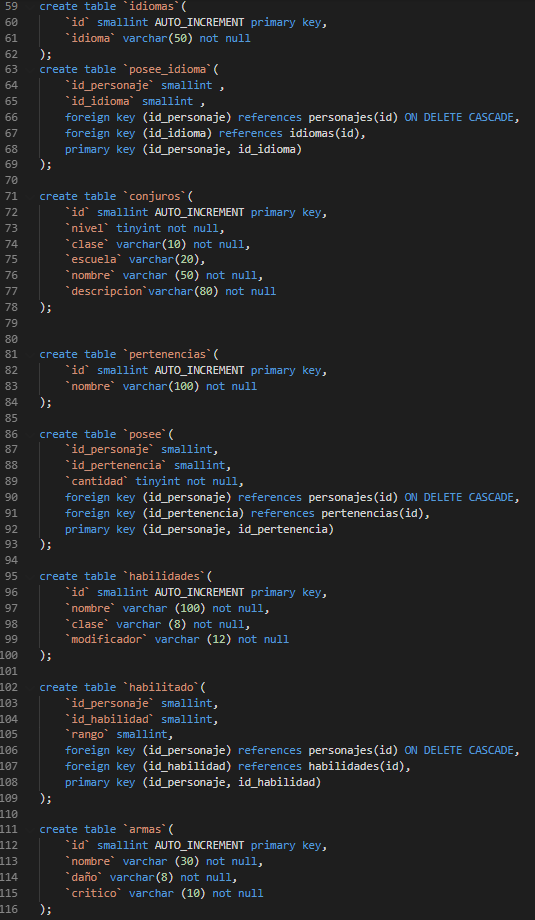 59 create table `idiomas`(
60 `id` smallint AUTO_INCREMENT primary key,
61 `idioma` varchar(50) not null
62 );
63 create table `posee_idioma`(
64 `id_personaje` smallint ,
65 `id_idioma` smallint ,
66 foreign key (id_personaje) references personajes(id) ON DELETE CASCADE,
67 foreign key (id_idioma) references idiomas(id),
68 primary key (id_personaje, id_idioma)
69 );
70
71 create table `conjuros`(
72 `id` smallint AUTO_INCREMENT primary key,
73 `nivel` tinyint not null,
74 `clase` varchar(10) not null,
75 `escuela` varchar(20),
76 `nombre` varchar (50) not null,
77 `descripcion`varchar(80) not null
78 );
79
80
81 create table `pertenencias`(
82 `id` smallint AUTO_INCREMENT primary key,
83 `nombre` varchar(100) not null
84 );
85
86 create table `posee`(
87 `id_personaje` smallint,
88 `id_pertenencia` smallint,
89 `cantidad` tinyint not null,
90 foreign key (id_personaje) references personajes(id) ON DELETE CASCADE,
91 foreign key (id_pertenencia) references pertenencias(id),
92 primary key (id_personaje, id_pertenencia)
93 );
94
95 create table `habilidades`(
96 `id` smallint AUTO_INCREMENT primary key,
97 `nombre` varchar (100) not null,
98 `clase` varchar (8) not null,
99 `modificador` varchar (12) not null
100 );
101
102 create table `habilitado`(
103 `id_personaje` smallint,
104 `id_habilidad` smallint,
105 `rango` smallint,
106 foreign key (id_personaje) references personajes(id) ON DELETE CASCADE,
107 foreign key (id_habilidad) references habilidades(id),
108 primary key (id_personaje, id_habilidad)
109 );
110
111 create table `armas`(
112 `id` smallint AUTO_INCREMENT primary key,
113 `nombre` varchar (30) not null,
114 `daño` varchar(8) not null,
115 `critico` varchar (10) not null
116 );